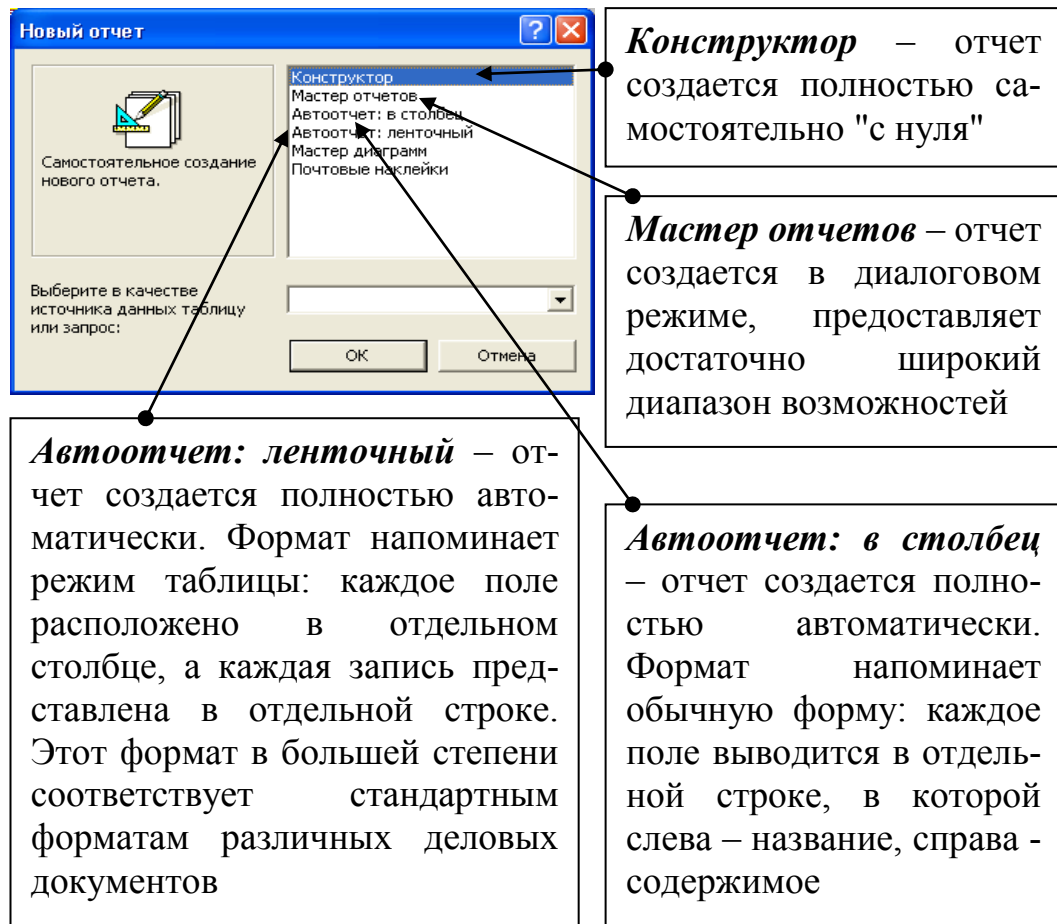 Новый отчет
Конструктор
Мастер отчетов
Автоотчет: в столбец
Автоотчет: ленточный
Мастер диаграмм
Почтовые наклейки
Самостоятельное создание
нового отчета.
Выберите в качестве
источника данных таблицу
или запрос:
ОК
Отмена
Конструктор – отчет
создается полностью са-
мостоятельно "с нуля"
Мастер отчетов – отчет
создается в диалоговом
режиме, предоставляет
достаточно широкий
диапазон возможностей
Автоотчет: ленточный – от-
чет создается полностью авто-
матически. Формат напоминает
режим таблицы: каждое поле
расположено в отдельном
столбце, а каждая запись пред-
ставлена в отдельной строке.
Этот формат в большей степени
соответствует стандартным
форматам различных деловых
документов
Автоотчет: в столбец
– отчет создается полно-
стью автоматически.
Формат напоминает
обычную форму: каждое
поле выводится в отдель-
ной строке, в которой
слева – название, справа -
содержимое